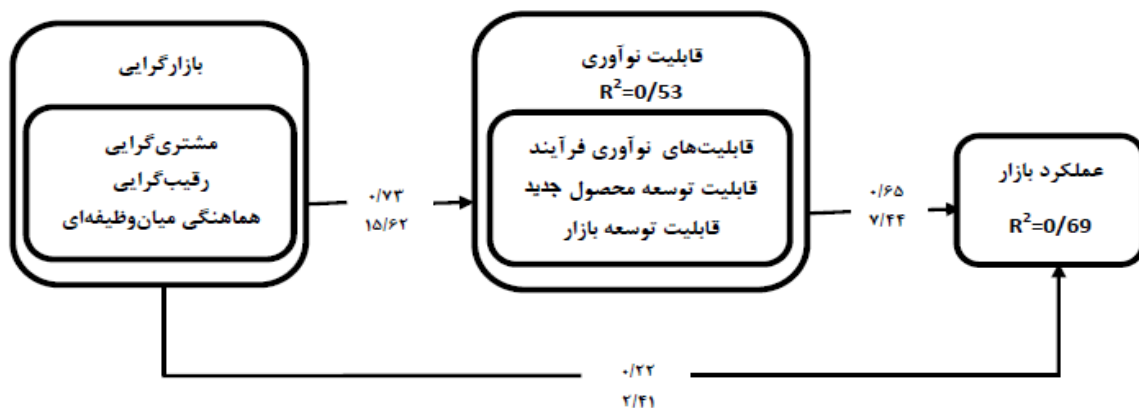 بازارگرایی
مشتری‌گرایی
رقیب‌گرایی
هماهنگی میان‌وظیفه‌ای
۰/۷۳
۱۵/۶۲
قابلیت نوآوری
R²=0/53
قابلیت‌های نوآوری فرآیند
قابلیت توسعه محصول جدید
قابلیت توسعه بازار
۰/۶۵
۷/۴۴
عملکرد بازار
R²=0/69
۰/۲۲
۲/۴۱